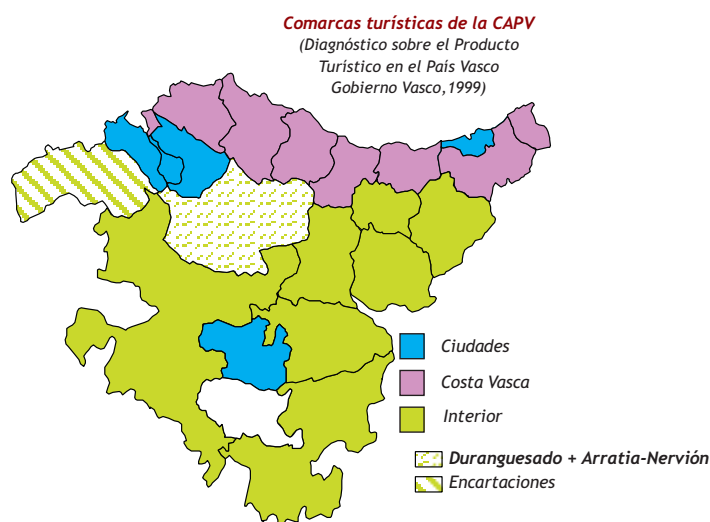 Comarcas turísticas de la CAPV
(Diagnóstico sobre el Producto
Turístico en el País Vasco
Gobierno Vasco,1999)
Ciudades
Costa Vasca
Interior
Duranguesado + Arratia-Nervión
Encartaciones